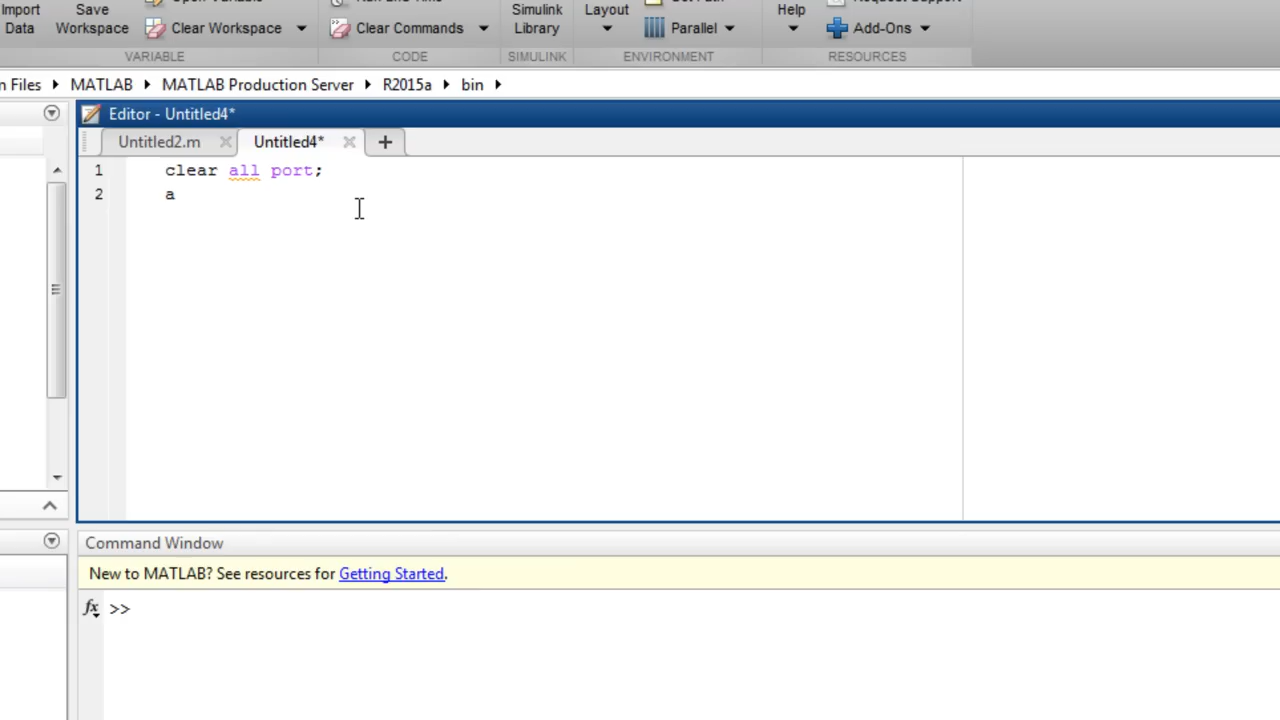 Import Data
Save Workspace
Clear Workspace
Clear Commands
Simulink Library
Layout
Parallel
Help
Request Support
Add-Ons
VARIABLE
CODE
SIMULINK
ENVIRONMENT
RESOURCES
Files
MATLAB
MATLAB Production Server
R2015a
bin
Editor - Untitled4*
Untitled2.m
Untitled4*
1 clear all port;
2 a
Command Window
New to MATLAB? See resources for Getting Started.
fx >>